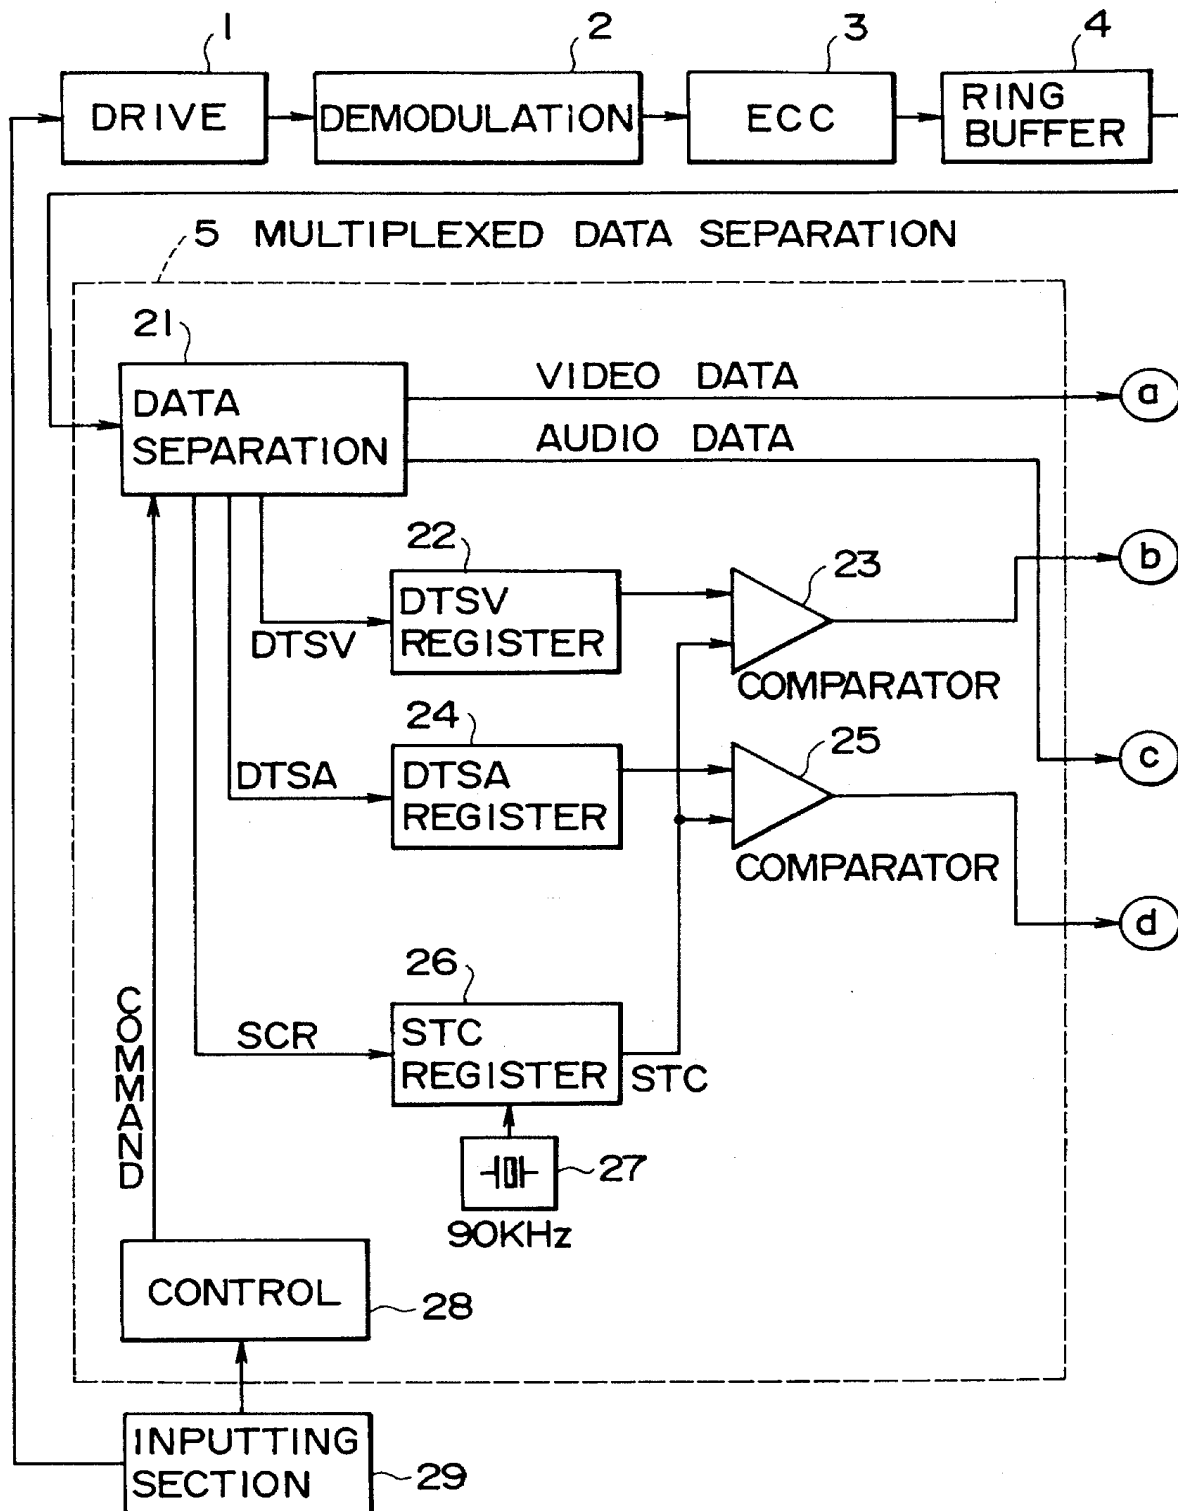 1
2
3
4
DRIVE
DEMODULATION
ECC
RING
BUFFER
5 MULTIPLEXED DATA SEPARATION
21
DATA
SEPARATION
VIDEO DATA
a
AUDIO DATA
22
DTSV
REGISTER
DTSV
23
COMPARATOR
b
24
DTSA
REGISTER
DTSA
25
COMPARATOR
c
d
COMMAND
26
SCR
STC
REGISTER
STC
27
90KHz
CONTROL
28
INPUTTING
SECTION
29